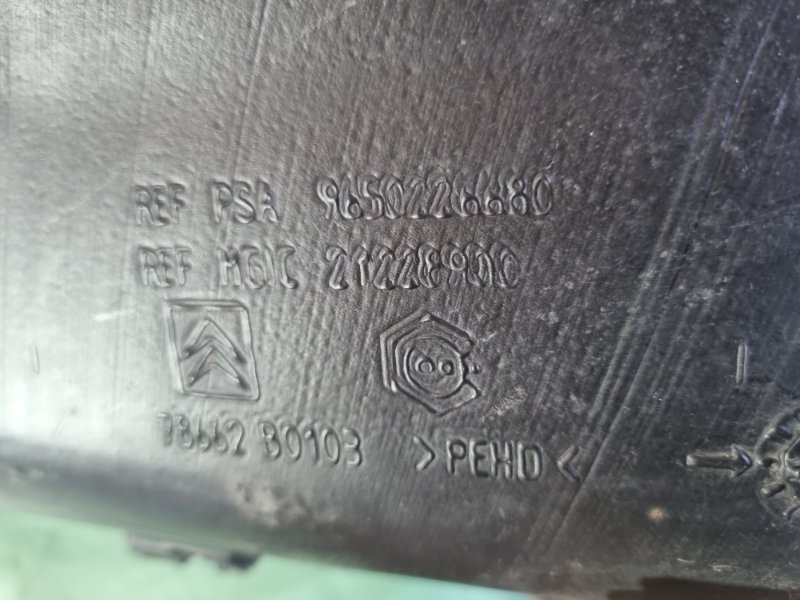 REF PSA 9650226680
REF MGIC 21228900
78662 B0103 >PEHD<